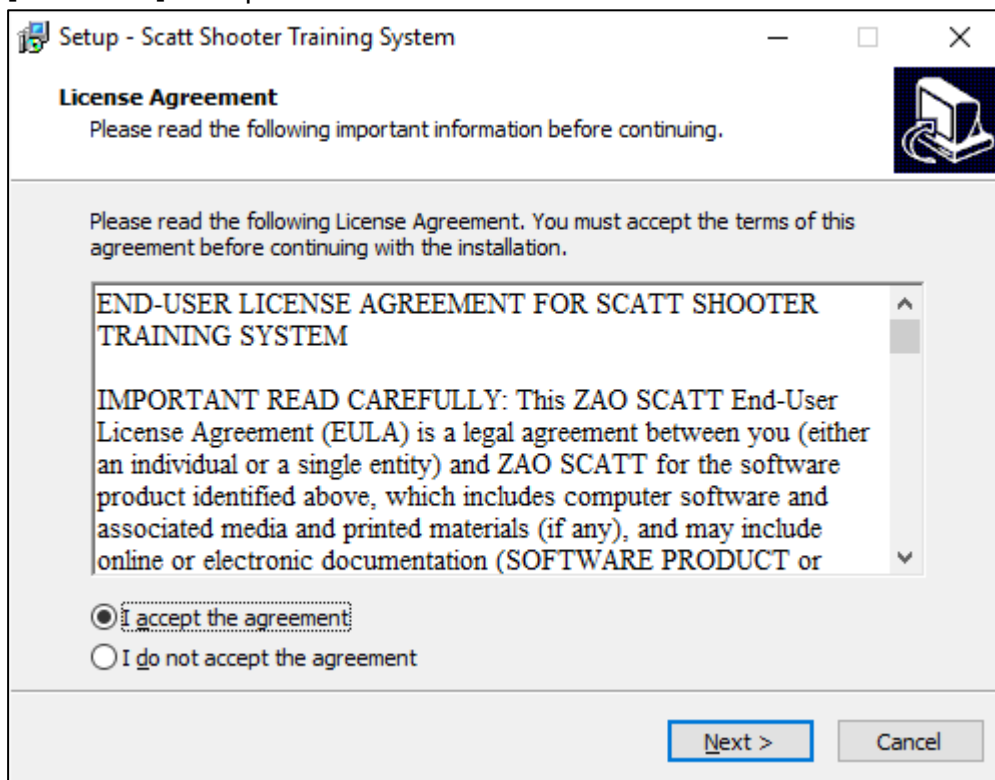 Setup - Scatt Shooter Training System
License Agreement
Please read the following important information before continuing.
Please read the following License Agreement. You must accept the terms of this
agreement before continuing with the installation.
END-USER LICENSE AGREEMENT FOR SCATT SHOOTER
TRAINING SYSTEM
IMPORTANT READ CAREFULLY: This ZAO SCATT End-User
License Agreement (EULA) is a legal agreement between you (either
an individual or a single entity) and ZAO SCATT for the software
product identified above, which includes computer software and
associated media and printed materials (if any), and may include
online or electronic documentation (SOFTWARE PRODUCT or
I accept the agreement
I do not accept the agreement
Next >
Cancel